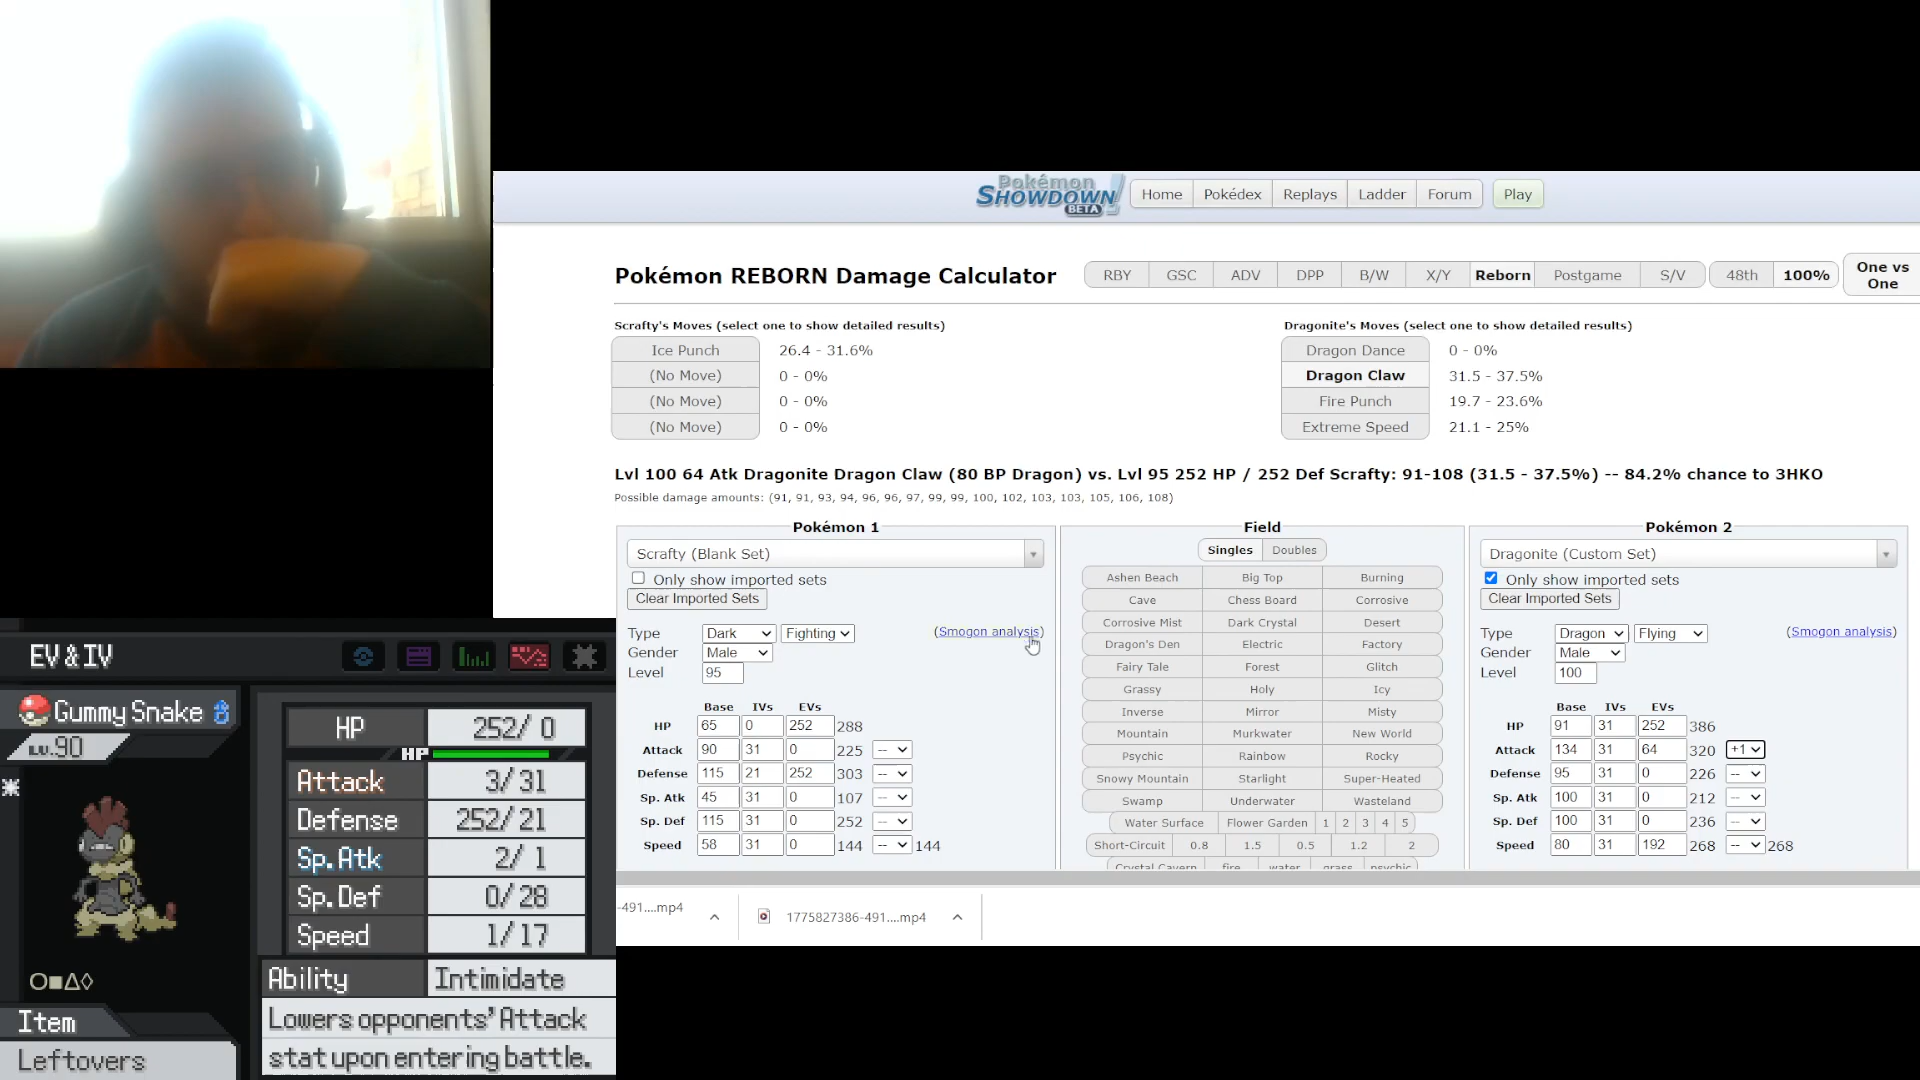 Pokémon
SHOWDOWN
BETA
Home
Pokédex
Replays
Ladder
Forum
Play
Pokémon REBORN Damage Calculator
RBY
GSC
ADV
DPP
B/W
X/Y
Reborn
Postgame
S/V
48th
100%
One vs
One
Scrafty's Moves (select one to show detailed results)
Ice Punch 26.4 - 31.6%
(No Move) 0 - 0%
(No Move) 0 - 0%
(No Move) 0 - 0%
Dragonite's Moves (select one to show detailed results)
Dragon Dance 0 - 0%
Dragon Claw 31.5 - 37.5%
Fire Punch 19.7 - 23.6%
Extreme Speed 21.1 - 25%
Lvl 100 64 Atk Dragonite Dragon Claw (80 BP Dragon) vs. Lvl 95 252 HP / 252 Def Scrafty: 91-108 (31.5 - 37.5%) -- 84.2% chance to 3HKO
Possible damage amounts: (91, 91, 93, 94, 96, 96, 97, 99, 99, 100, 102, 103, 103, 105, 106, 108)
Pokémon 1
Scrafty (Blank Set)
Only show imported sets
Clear Imported Sets
Type Dark Fighting (Smogon analysis)
Gender Male
Level 95
Base IVs EVs
HP 65 0 252 288
Attack 90 31 0 225 --
Defense 115 21 252 303 --
Sp. Atk 45 31 0 107 --
Sp. Def 115 31 0 252 --
Speed 58 31 0 144 -- 144
Field
Singles Doubles
Ashen Beach Big Top Burning
Cave Chess Board Corrosive
Corrosive Mist Dark Crystal Desert
Dragon's Den Electric Factory
Fairy Tale Forest Glitch
Grassy Holy Icy
Inverse Mirror Misty
Mountain Murkwater New World
Psychic Rainbow Rocky
Snowy Mountain Starlight Super-Heated
Swamp Underwater Wasteland
Water Surface Flower Garden 1 2 3 4 5
Short-Circuit 0.8 1.5 0.5 1.2 2
Crystal Cavern fire water grass psychic
Pokémon 2
Dragonite (Custom Set)
Only show imported sets
Clear Imported Sets
Type Dragon Flying (Smogon analysis)
Gender Male
Level 100
Base IVs EVs
HP 91 31 252 386
Attack 134 31 64 320 +1
Defense 95 31 0 226 --
Sp. Atk 100 31 0 212 --
Sp. Def 100 31 0 236 --
Speed 80 31 192 268 -- 268
-491....mp4
1775827386-491....mp4
EV & IV
Gummy Snake
LV.90
HP 252/ 0
HP
Attack 3/31
Defense 252/21
Sp.Atk 2/ 1
Sp.Def 0/28
Speed 1/17
Ability Intimidate
Lowers opponents' Attack
stat upon entering battle.
Item
Leftovers